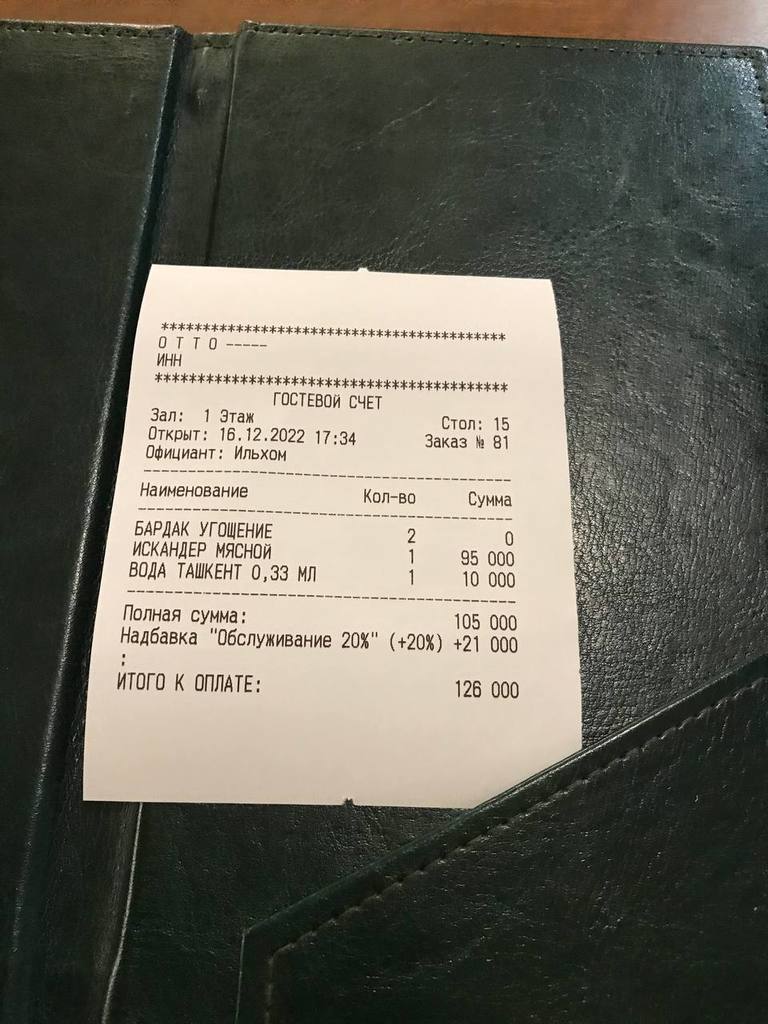 ******************************************
О Т Т О -----
ИНН
******************************************
ГОСТЕВОЙ СЧЕТ
Зал: 1 Этаж Стол: 15
Открыт: 16.12.2022 17:34 Заказ № 81
Официант: Ильхом
Наименование Кол-во Сумма
БАРДАК УГОЩЕНИЕ 2 0
ИСКАНДЕР МЯСНОЙ 1 95 000
ВОДА ТАШКЕНТ 0,33 МЛ 1 10 000
Полная сумма: 105 000
Надбавка "Обслуживание 20%" (+20%) +21 000
:
ИТОГО К ОПЛАТЕ: 126 000